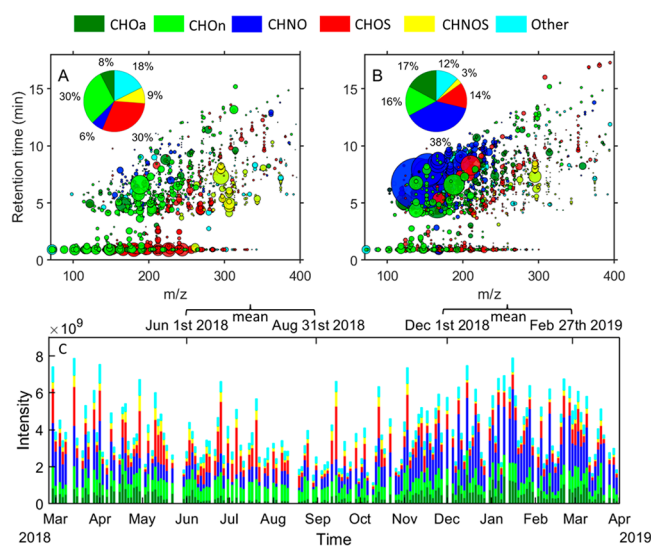 CHOa CHOn CHNO CHOS CHNOS Other
A
8%
18%
30%
9%
6%
30%
B
17%
12%
3%
16%
14%
38%
Retention time (min)
15
10
5
0
100 200 300 400
m/z
15
10
5
0
100 200 300 400
m/z
mean
Jun 1st 2018 Aug 31st 2018
mean
Dec 1st 2018 Feb 27th 2019
×10⁹
C
Intensity
8
6
4
2
0
Mar Apr May Jun Jul Aug Sep Oct Nov Dec Jan Feb Mar Apr
2018 Time 2019